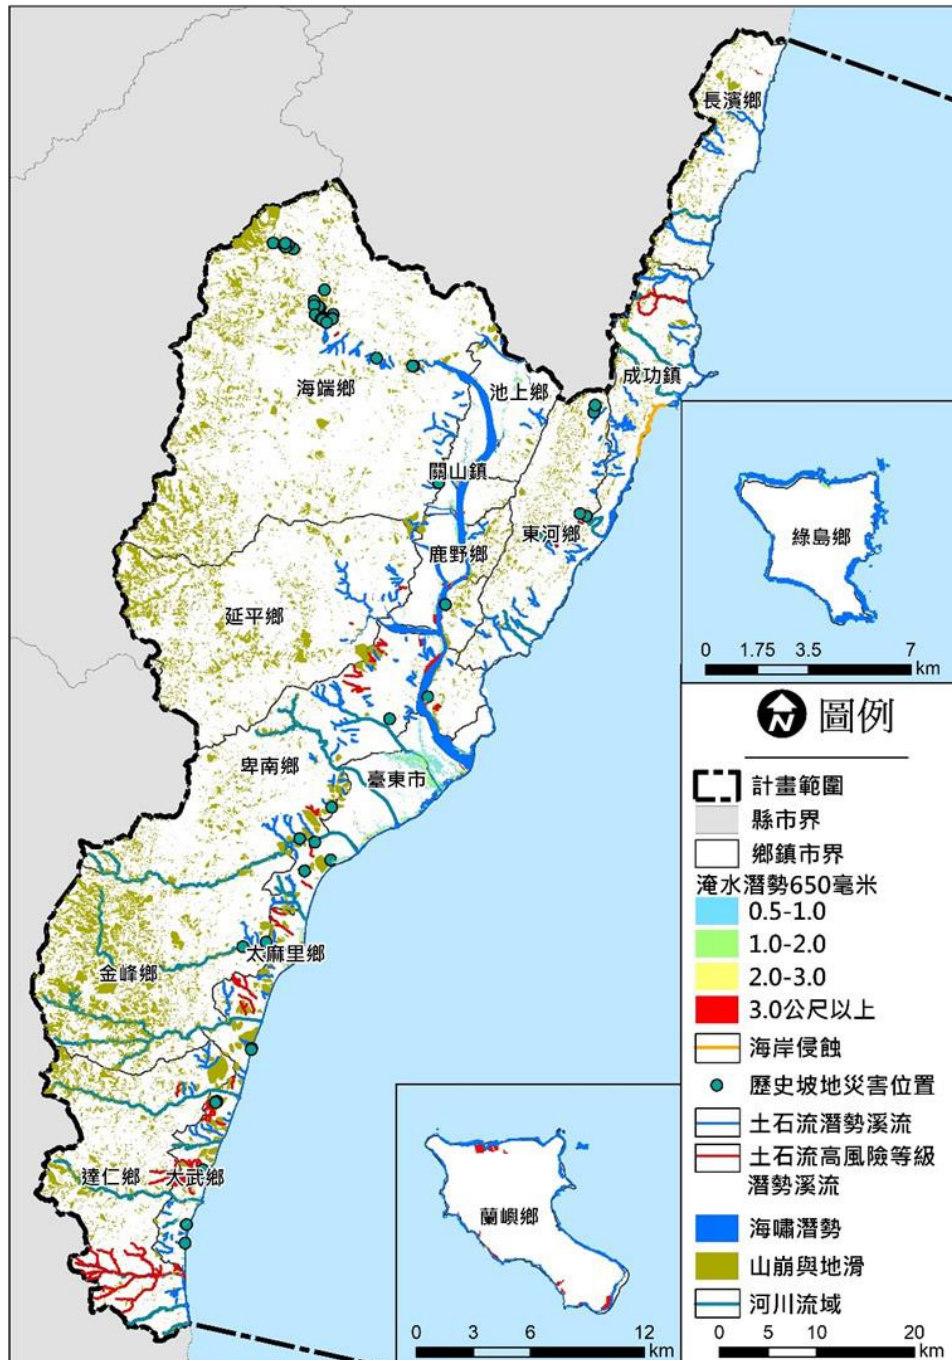 長濱鄉
成功鎮
海端鄉
池上鄉
關山鎮
東河鄉
鹿野鄉
延平鄉
卑南鄉
臺東市
太麻里鄉
金峰鄉
達仁鄉
大武鄉
綠島鄉
0 1.75 3.5 7
km
蘭嶼鄉
0 3 6 12
km
N 圖例
計畫範圍
縣市界
鄉鎮市界
淹水潛勢650毫米
0.5-1.0
1.0-2.0
2.0-3.0
3.0公尺以上
海岸侵蝕
歷史坡地災害位置
土石流潛勢溪流
土石流高風險等級
潛勢溪流
海嘯潛勢
山崩與地滑
河川流域
0 5 10 20
km